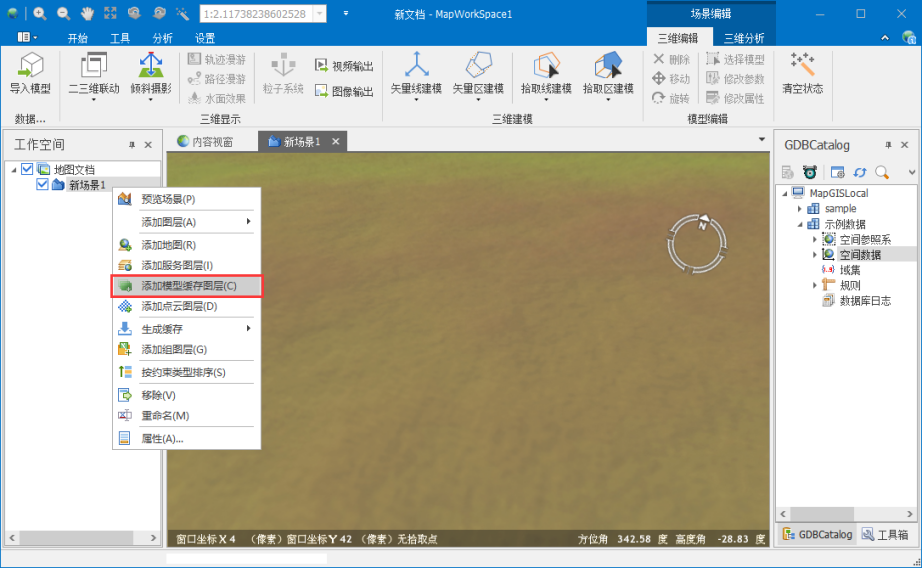 1:2.11738238602528
新文档 - MapWorkSpace1
场景编辑
开始 工具 分析 设置 三维编辑 三维分析
导入模型
数据...
二三维联动
倾斜摄影
轨迹漫游
路径漫游
水面效果
粒子系统
视频输出
图像输出
三维显示
矢量线建模
矢量区建模
拾取线建模
拾取区建模
三维建模
删除
移动
旋转
选择模型
修改参数
修改属性
模型编辑
清空状态
工作空间
地图文档
新场景1
内容视窗
新场景1
预览场景(P)
添加图层(A)
添加地图(R)
添加服务图层(I)
添加模型缓存图层(C)
添加点云图层(D)
生成缓存
添加组图层(G)
按约束类型排序(S)
移除(V)
重命名(M)
属性(A)...
N
窗口坐标X 4 （像素）窗口坐标Y 42 （像素）无拾取点
方位角 342.58 度 高度角 -28.83 度
GDBCatalog
MapGISLocal
sample
示例数据
空间参照系
空间数据
域集
规则
数据库日志
GDBCatalog 工具箱